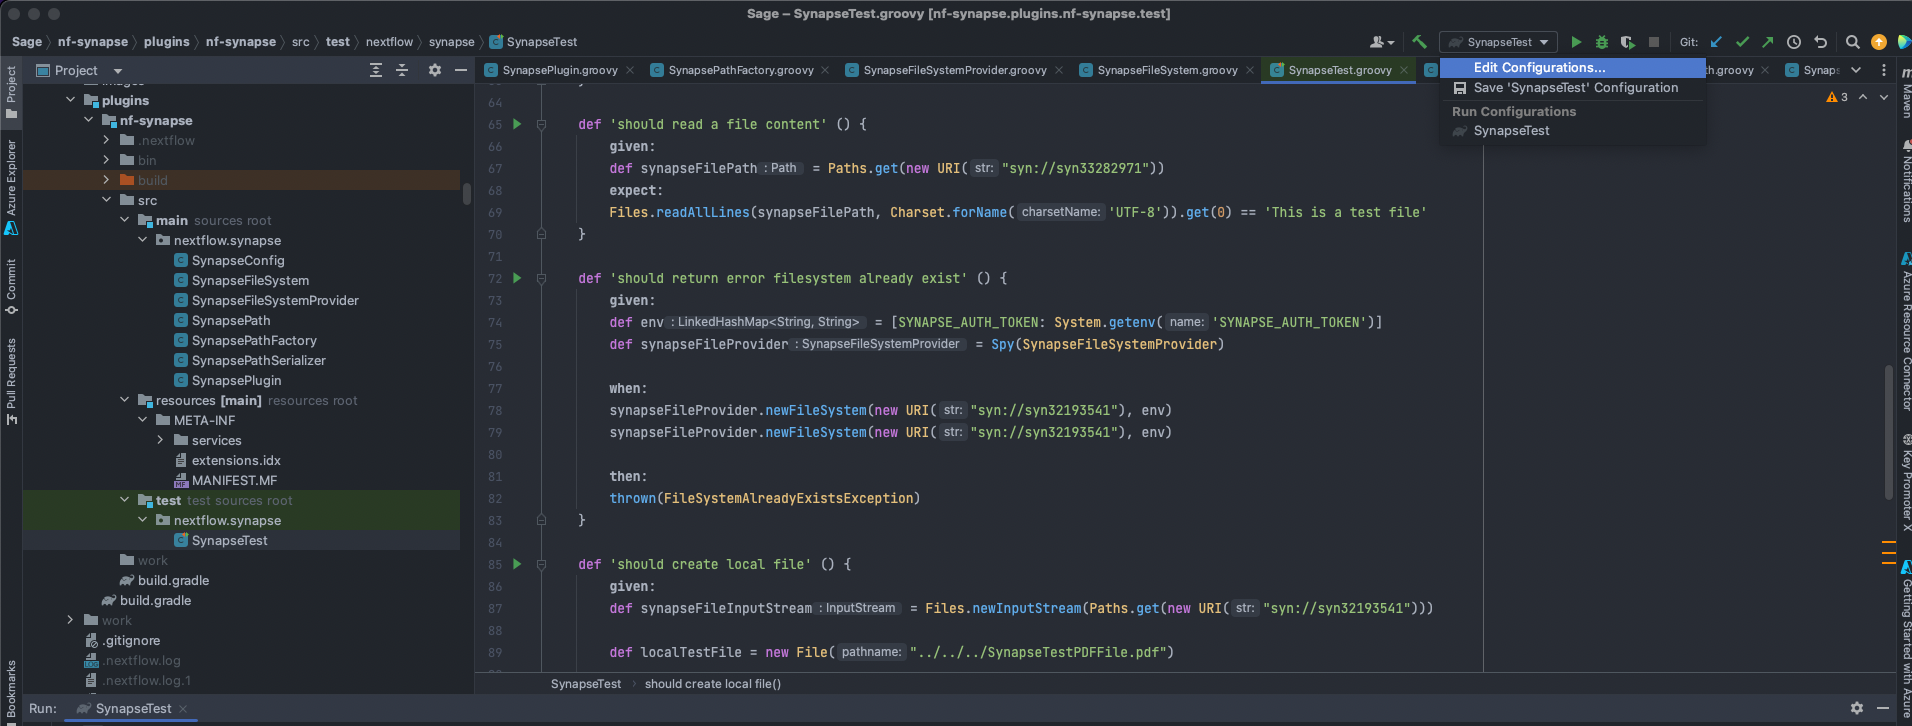 Sage – SynapseTest.groovy [nf-synapse.plugins.nf-synapse.test]
Sage nf-synapse plugins nf-synapse src test nextflow synapse SynapseTest
SynapseTest
Git:
Project
SynapsePlugin.groovy
SynapsePathFactory.groovy
SynapseFileSystemProvider.groovy
SynapseFileSystem.groovy
SynapseTest.groovy
h.groovy
Synaps
Edit Configurations...
Save 'SynapseTest' Configuration
Run Configurations
SynapseTest
3
Project
Azure Explorer
Commit
Pull Requests
Bookmarks
plugins
nf-synapse
.nextflow
bin
build
src
main sources root
nextflow.synapse
SynapseConfig
SynapseFileSystem
SynapseFileSystemProvider
SynapsePath
SynapsePathFactory
SynapsePathSerializer
SynapsePlugin
resources [main] resources root
META-INF
services
extensions.idx
MANIFEST.MF
test test sources root
nextflow.synapse
SynapseTest
work
build.gradle
build.gradle
work
.gitignore
.nextflow.log
.nextflow.log.1
64
65 def 'should read a file content' () {
66 given:
67 def synapseFilePath : Path = Paths.get(new URI( str: "syn://syn33282971"))
68 expect:
69 Files.readAllLines(synapseFilePath, Charset.forName( charsetName: 'UTF-8')).get(0) == 'This is a test file'
70 }
71
72 def 'should return error filesystem already exist' () {
73 given:
74 def env : LinkedHashMap<String, String> = [SYNAPSE_AUTH_TOKEN: System.getenv( name: 'SYNAPSE_AUTH_TOKEN')]
75 def synapseFileProvider : SynapseFileSystemProvider = Spy(SynapseFileSystemProvider)
76
77 when:
78 synapseFileProvider.newFileSystem(new URI( str: "syn://syn32193541"), env)
79 synapseFileProvider.newFileSystem(new URI( str: "syn://syn32193541"), env)
80
81 then:
82 thrown(FileSystemAlreadyExistsException)
83 }
84
85 def 'should create local file' () {
86 given:
87 def synapseFileInputStream : InputStream = Files.newInputStream(Paths.get(new URI( str: "syn://syn32193541")))
88
89 def localTestFile = new File( pathname: "../../../SynapseTestPDFFile.pdf")
Maven
Notifications
Azure Resource Connector
Key Promoter X
Getting Started with Azure
SynapseTest should create local file()
Run: SynapseTest